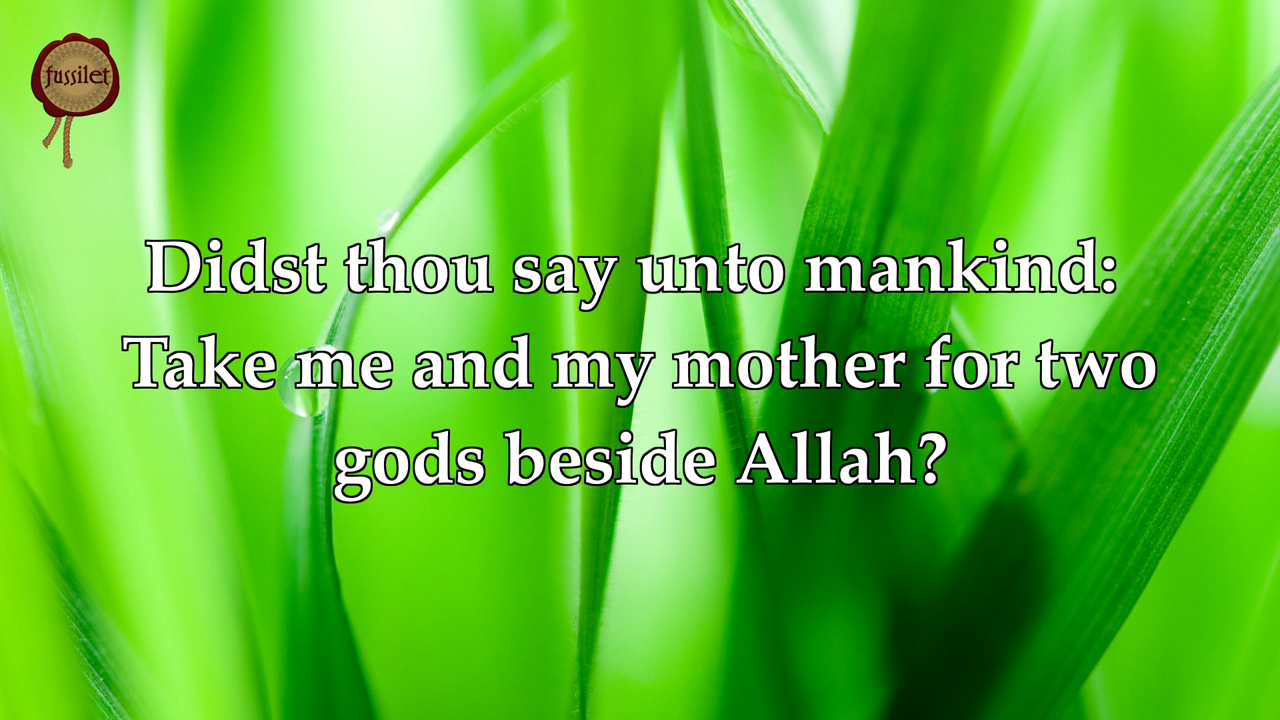 fussilet
Didst thou say unto mankind:
Take me and my mother for two
gods beside Allah?